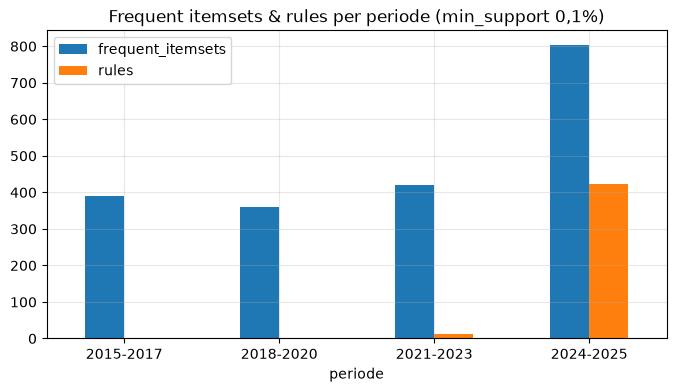 Frequent itemsets & rules per periode (min_support 0,1%)
frequent_itemsets
rules
800
700
600
500
400
300
200
100
0
2015-2017 2018-2020 2021-2023 2024-2025
periode